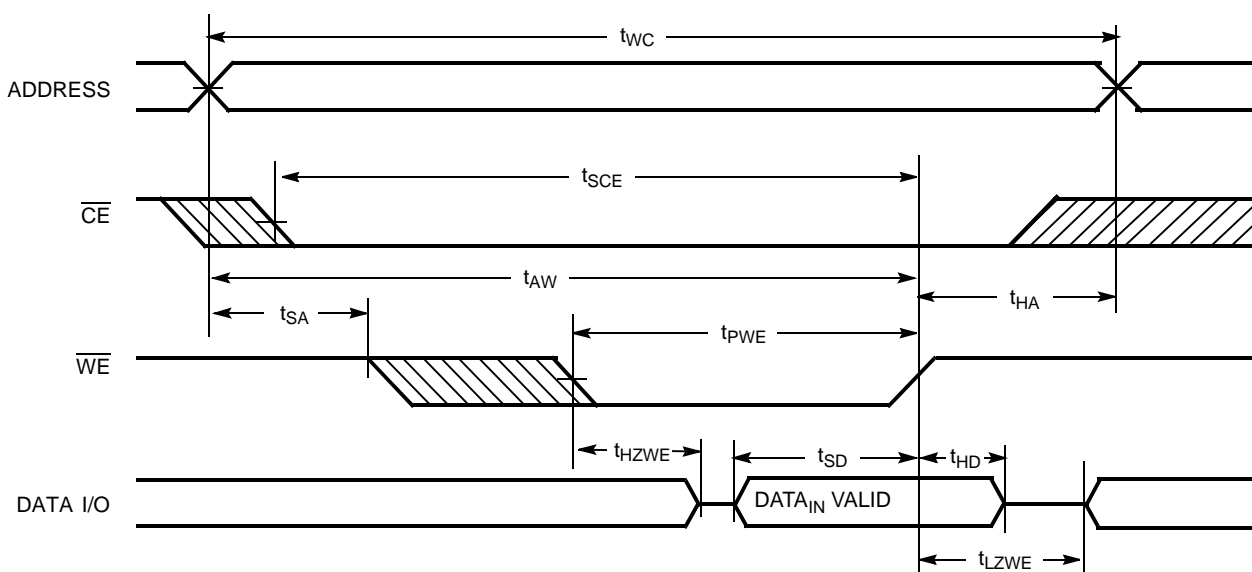 tWC
ADDRESS
tSCE
CE
tAW
tHA
tSA
tPWE
WE
tHZWE
tSD
tHD
DATA I/O
DATAIN VALID
tLZWE